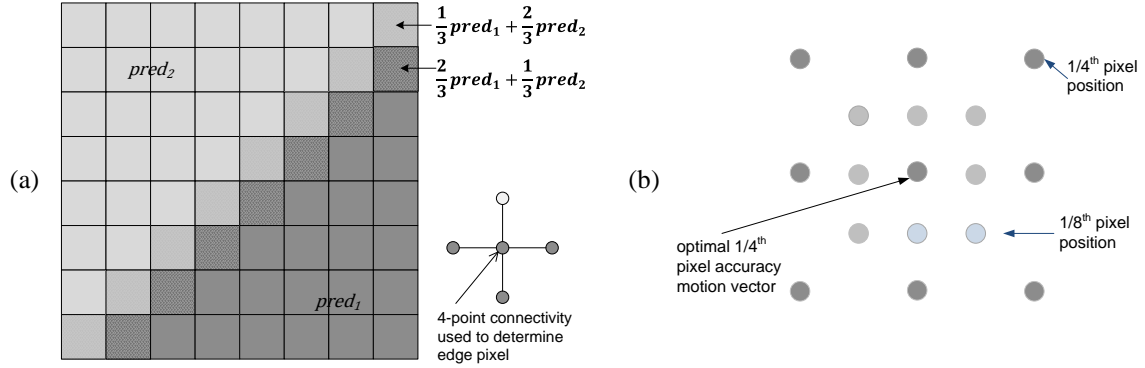 (a)
pred₂
1/3 pred₁ + 2/3 pred₂
2/3 pred₁ + 1/3 pred₂
pred₁
4-point connectivity
used to determine
edge pixel
(b)
1/4ᵗʰ pixel
position
optimal 1/4ᵗʰ
pixel accuracy
motion vector
1/8ᵗʰ pixel
position